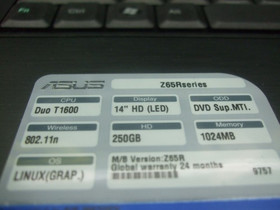 ASUS Z65Rseries
CPU Display ODD
Duo T1600 14" HD (LED) DVD Sup.MTI.
Wireless HD Memory
802.11n 250GB 1024MB
OS M/B Version:Z65R
LINUX(GRAP.) Global warranty 24 months
9757